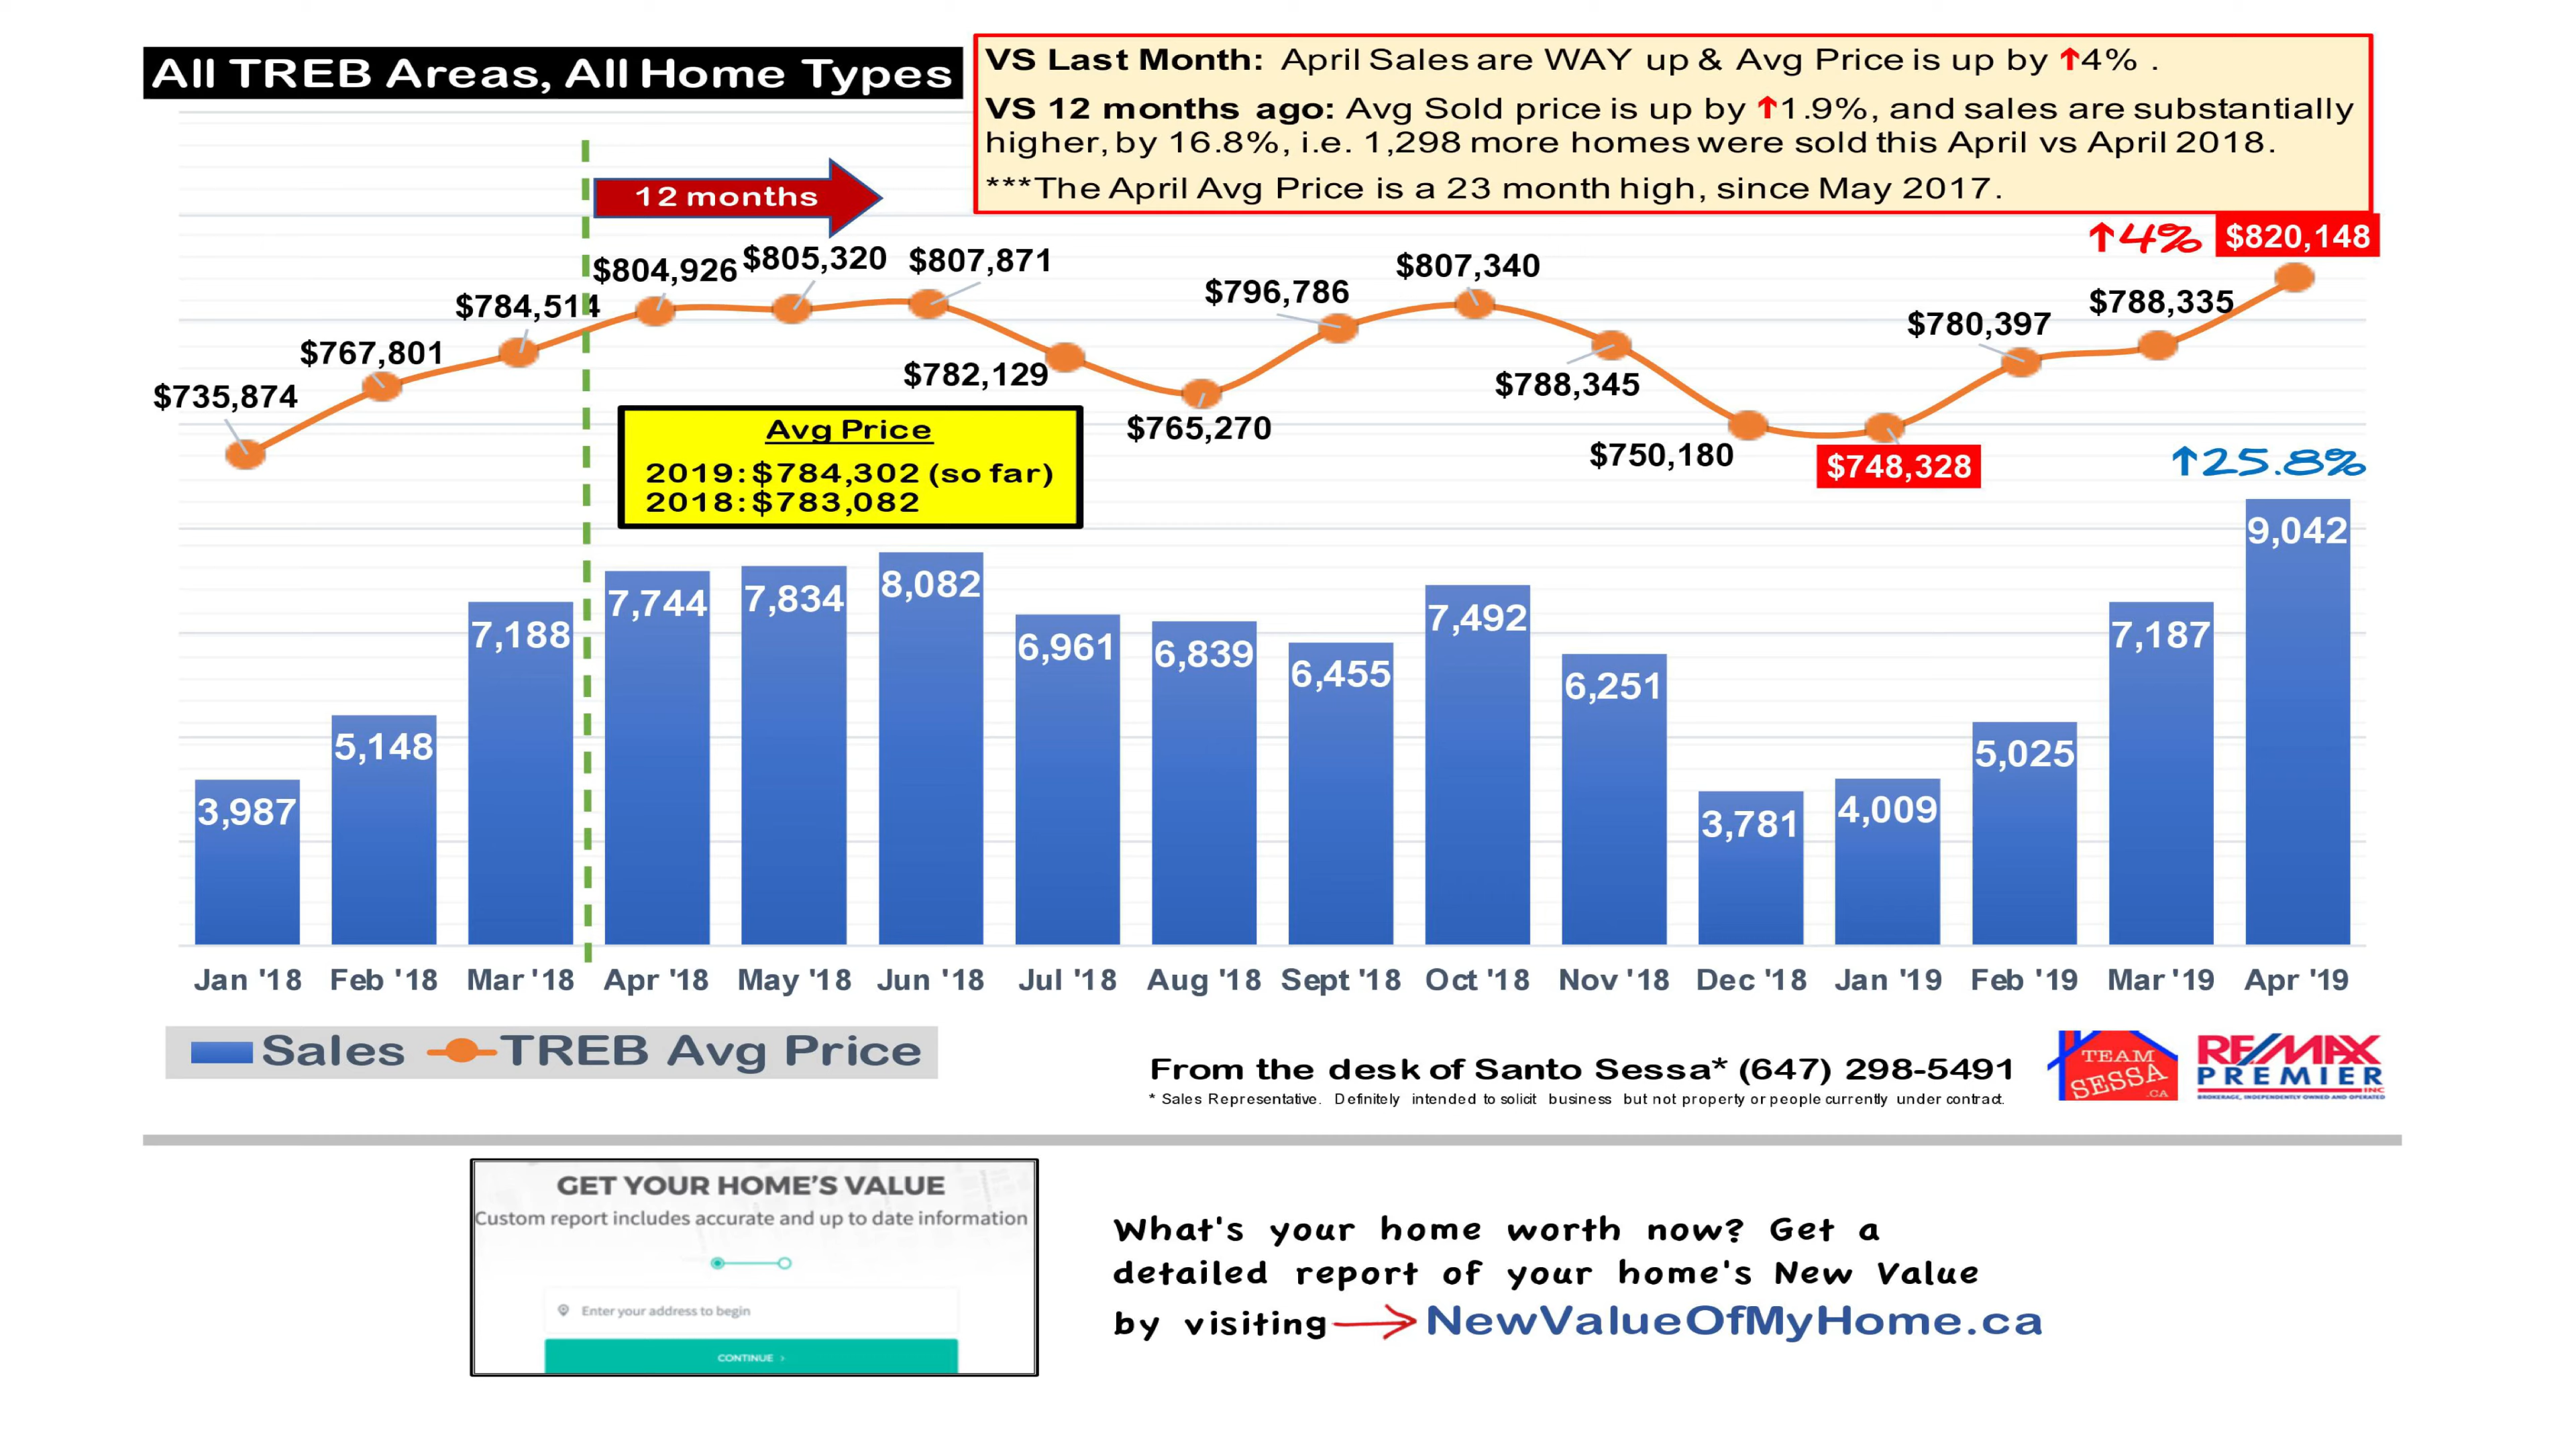 All TREB Areas, All Home Types
VS Last Month: April Sales are WAY up & Avg Price is up by ↑4% .
VS 12 months ago: Avg Sold price is up by ↑1.9%, and sales are substantially
higher, by 16.8%, i.e. 1,298 more homes were sold this April vs April 2018.
***The April Avg Price is a 23 month high, since May 2017.
12 months
↑4% $820,148
$735,874
$767,801
$784,514
$804,926
$805,320
$807,871
$782,129
$765,270
$796,786
$807,340
$788,345
$750,180
$748,328
$780,397
$788,335
Avg Price
2019: $784,302 (so far)
2018: $783,082
↑25.8%
3,987
5,148
7,188
7,744
7,834
8,082
6,961
6,839
6,455
7,492
6,251
3,781
4,009
5,025
7,187
9,042
Jan '18 Feb '18 Mar '18 Apr '18 May '18 Jun '18 Jul '18 Aug '18 Sept '18 Oct '18 Nov '18 Dec '18 Jan '19 Feb '19 Mar '19 Apr '19
Sales TREB Avg Price
From the desk of Santo Sessa* (647) 298-5491
* Sales Representative. Definitely intended to solicit business but not property or people currently under contract.
TEAM
SESSA
.CA
RE/MAX
PREMIER
INC
BROKERAGE, INDEPENDENTLY OWNED AND OPERATED
GET YOUR HOME'S VALUE
Custom report includes accurate and up to date information
Enter your address to begin
CONTINUE >
What's your home worth now? Get a
detailed report of your home's New Value
by visiting → NewValueOfMyHome.ca